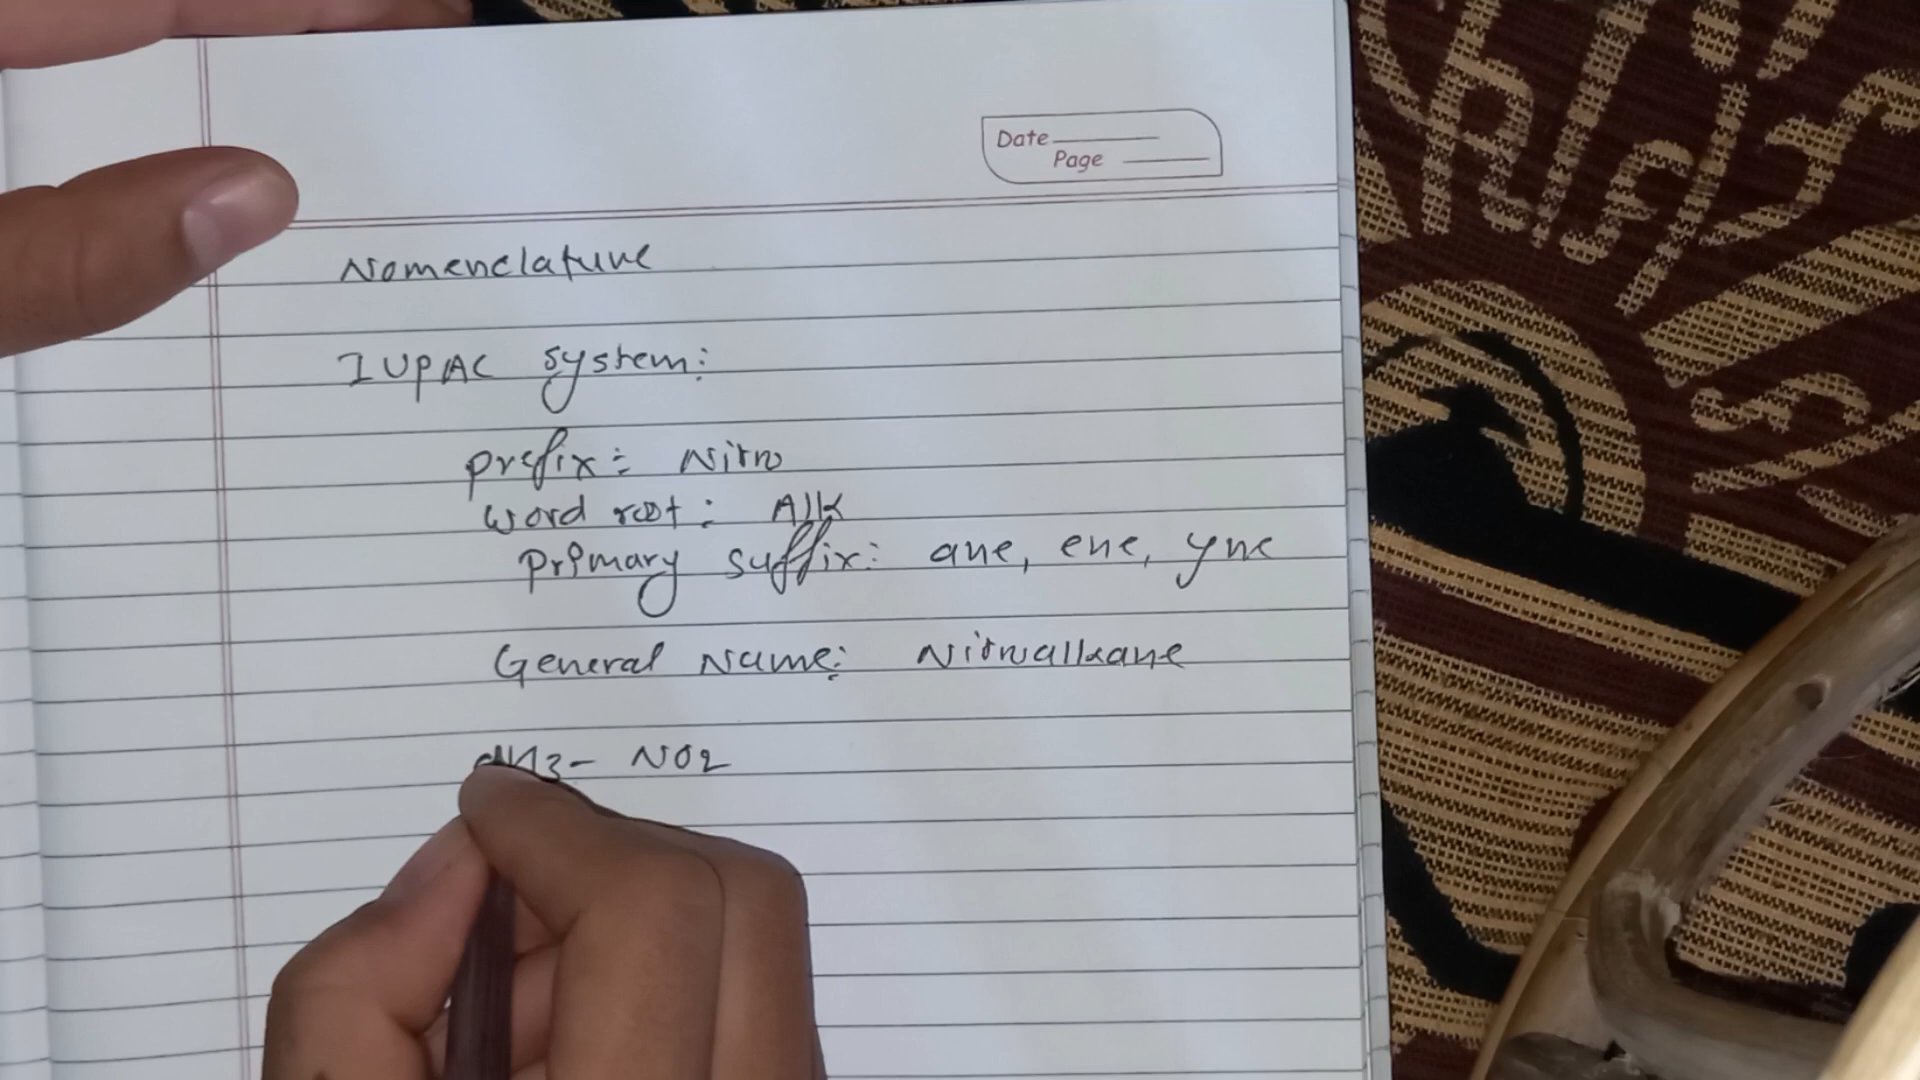 Date
Page
Nomenclature
IUPAC system:
prefix: Nitro
word root: Alk
primary suffix: ane, ene, yne
General Name: Nitroalkane
CH3- NO2